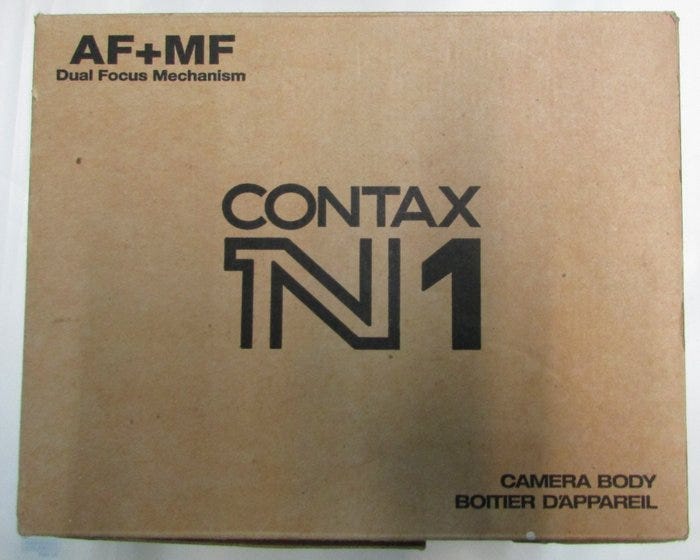 AF+MF
Dual Focus Mechanism
CONTAX
N1
CAMERA BODY
BOITIER D'APPAREIL